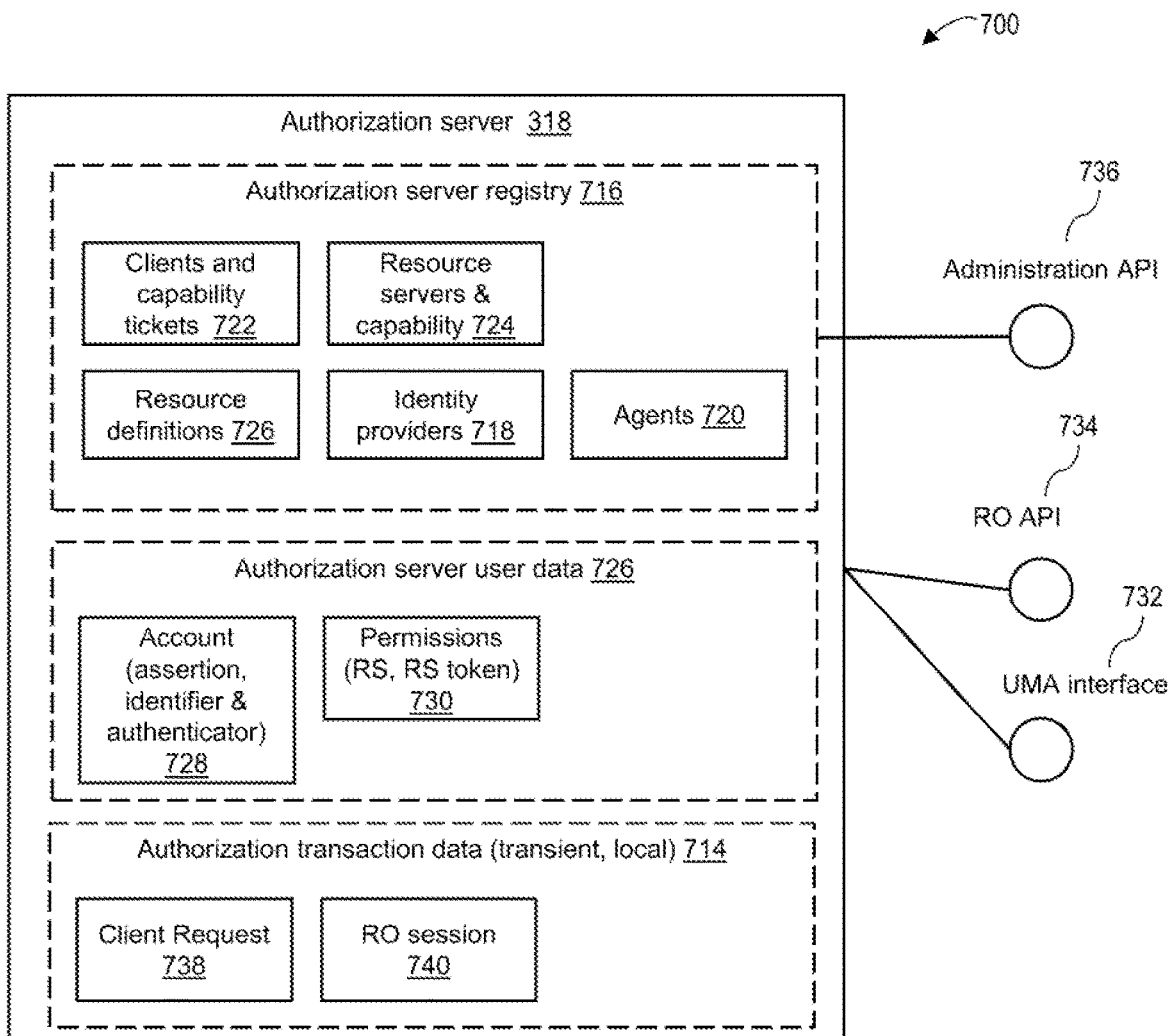 700
Authorization server 318
Authorization server registry 716
Clients and
capability
tickets 722
Resource
servers &
capability 724
Resource
definitions 726
Identity
providers 718
Agents 720
736
Administration API
734
RO API
732
UMA interface
Authorization server user data 726
Account
(assertion,
identifier &
authenticator)
728
Permissions
(RS, RS token)
730
Authorization transaction data (transient, local) 714
Client Request
738
RO session
740